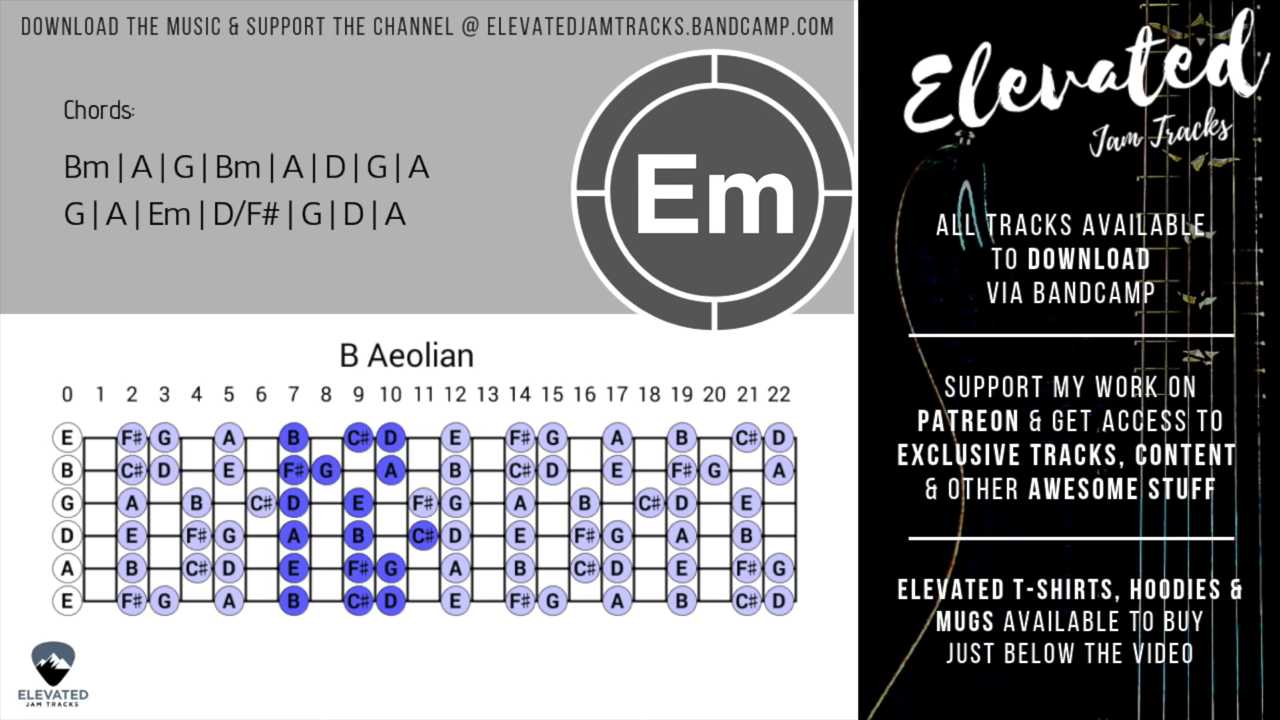 DOWNLOAD THE MUSIC & SUPPORT THE CHANNEL @ ELEVATEDJAMTRACKS.BANDCAMP.COM
Chords:
Bm | A | G | Bm | A | D | G | A
G | A | Em | D/F# | G | D | A
Em
B Aeolian
0 1 2 3 4 5 6 7 8 9 10 11 12 13 14 15 16 17 18 19 20 21 22
E F# G A B C# D E F# G A B C# D
B C# D E F# G A B C# D E F# G A
G A B C# D E F# G A B C# D E
D E F# G A B C# D E F# G A B
A B C# D E F# G A B C# D E F# G
E F# G A B C# D E F# G A B C# D
ELEVATED
JAM TRACKS
Elevated
Jam Tracks
ALL TRACKS AVAILABLE
TO DOWNLOAD
VIA BANDCAMP
SUPPORT MY WORK ON
PATREON & GET ACCESS TO
EXCLUSIVE TRACKS, CONTENT
& OTHER AWESOME STUFF
ELEVATED T-SHIRTS, HOODIES &
MUGS AVAILABLE TO BUY
JUST BELOW THE VIDEO